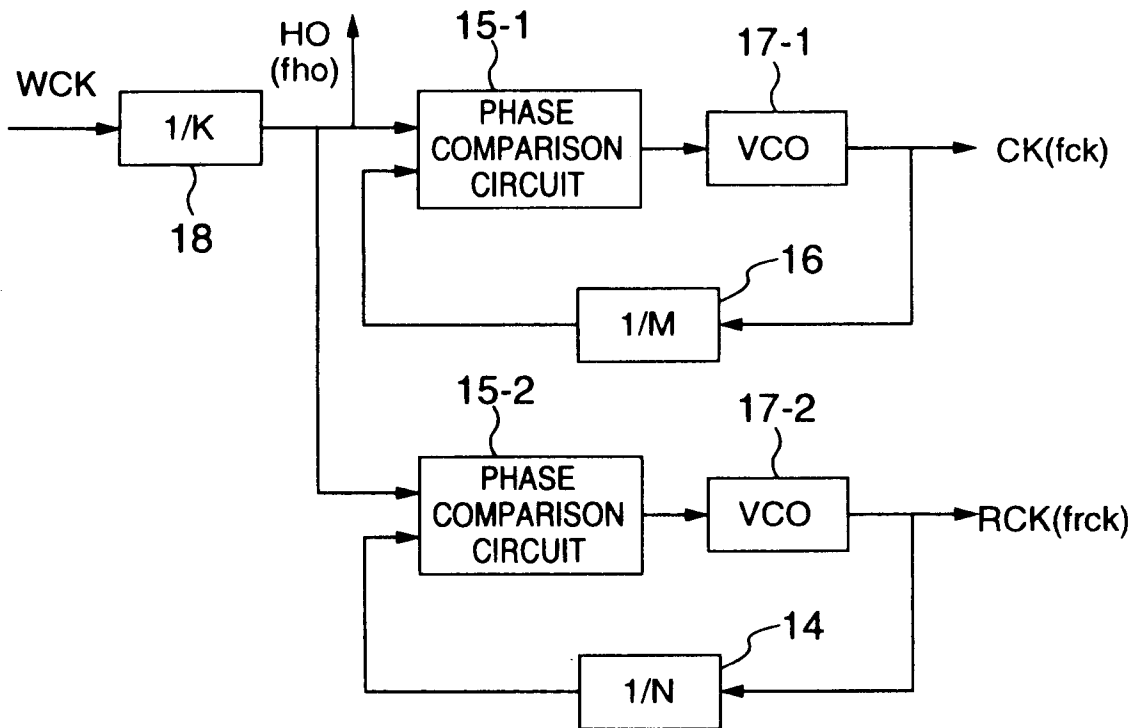 HO
(fho)
15-1
17-1
WCK
1/K
PHASE
COMPARISON
CIRCUIT
VCO
CK(fck)
18
16
1/M
15-2
17-2
PHASE
COMPARISON
CIRCUIT
VCO
RCK(frck)
14
1/N